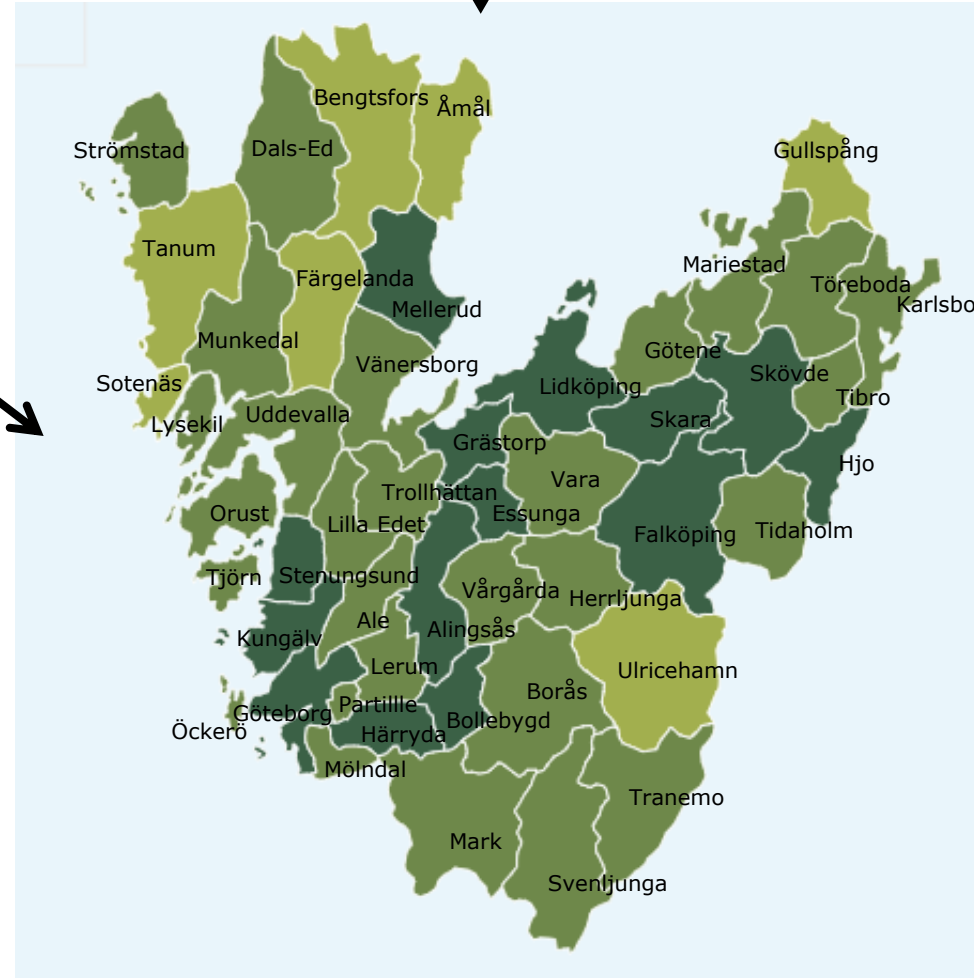 Bengtsfors
Åmål
Strömstad
Dals-Ed
Gullspång
Tanum
Mariestad
Färgelanda
Töreboda
Mellerud
Karlsbo
Munkedal
Götene
Vänersborg
Skövde
Sotenäs
Lidköping
Tibro
Lysekil
Uddevalla
Skara
Grästorp
Hjo
Vara
Trollhättan
Orust
Essunga
Lilla Edet
Falköping
Tidaholm
Tjörn
Stenungsund
Vårgårda
Herrljunga
Ale
Alingsås
Kungälv
Lerum
Ulricehamn
Borås
Partillle
Göteborg
Bollebygd
Öckerö
Härryda
Mölndal
Tranemo
Mark
Svenljunga